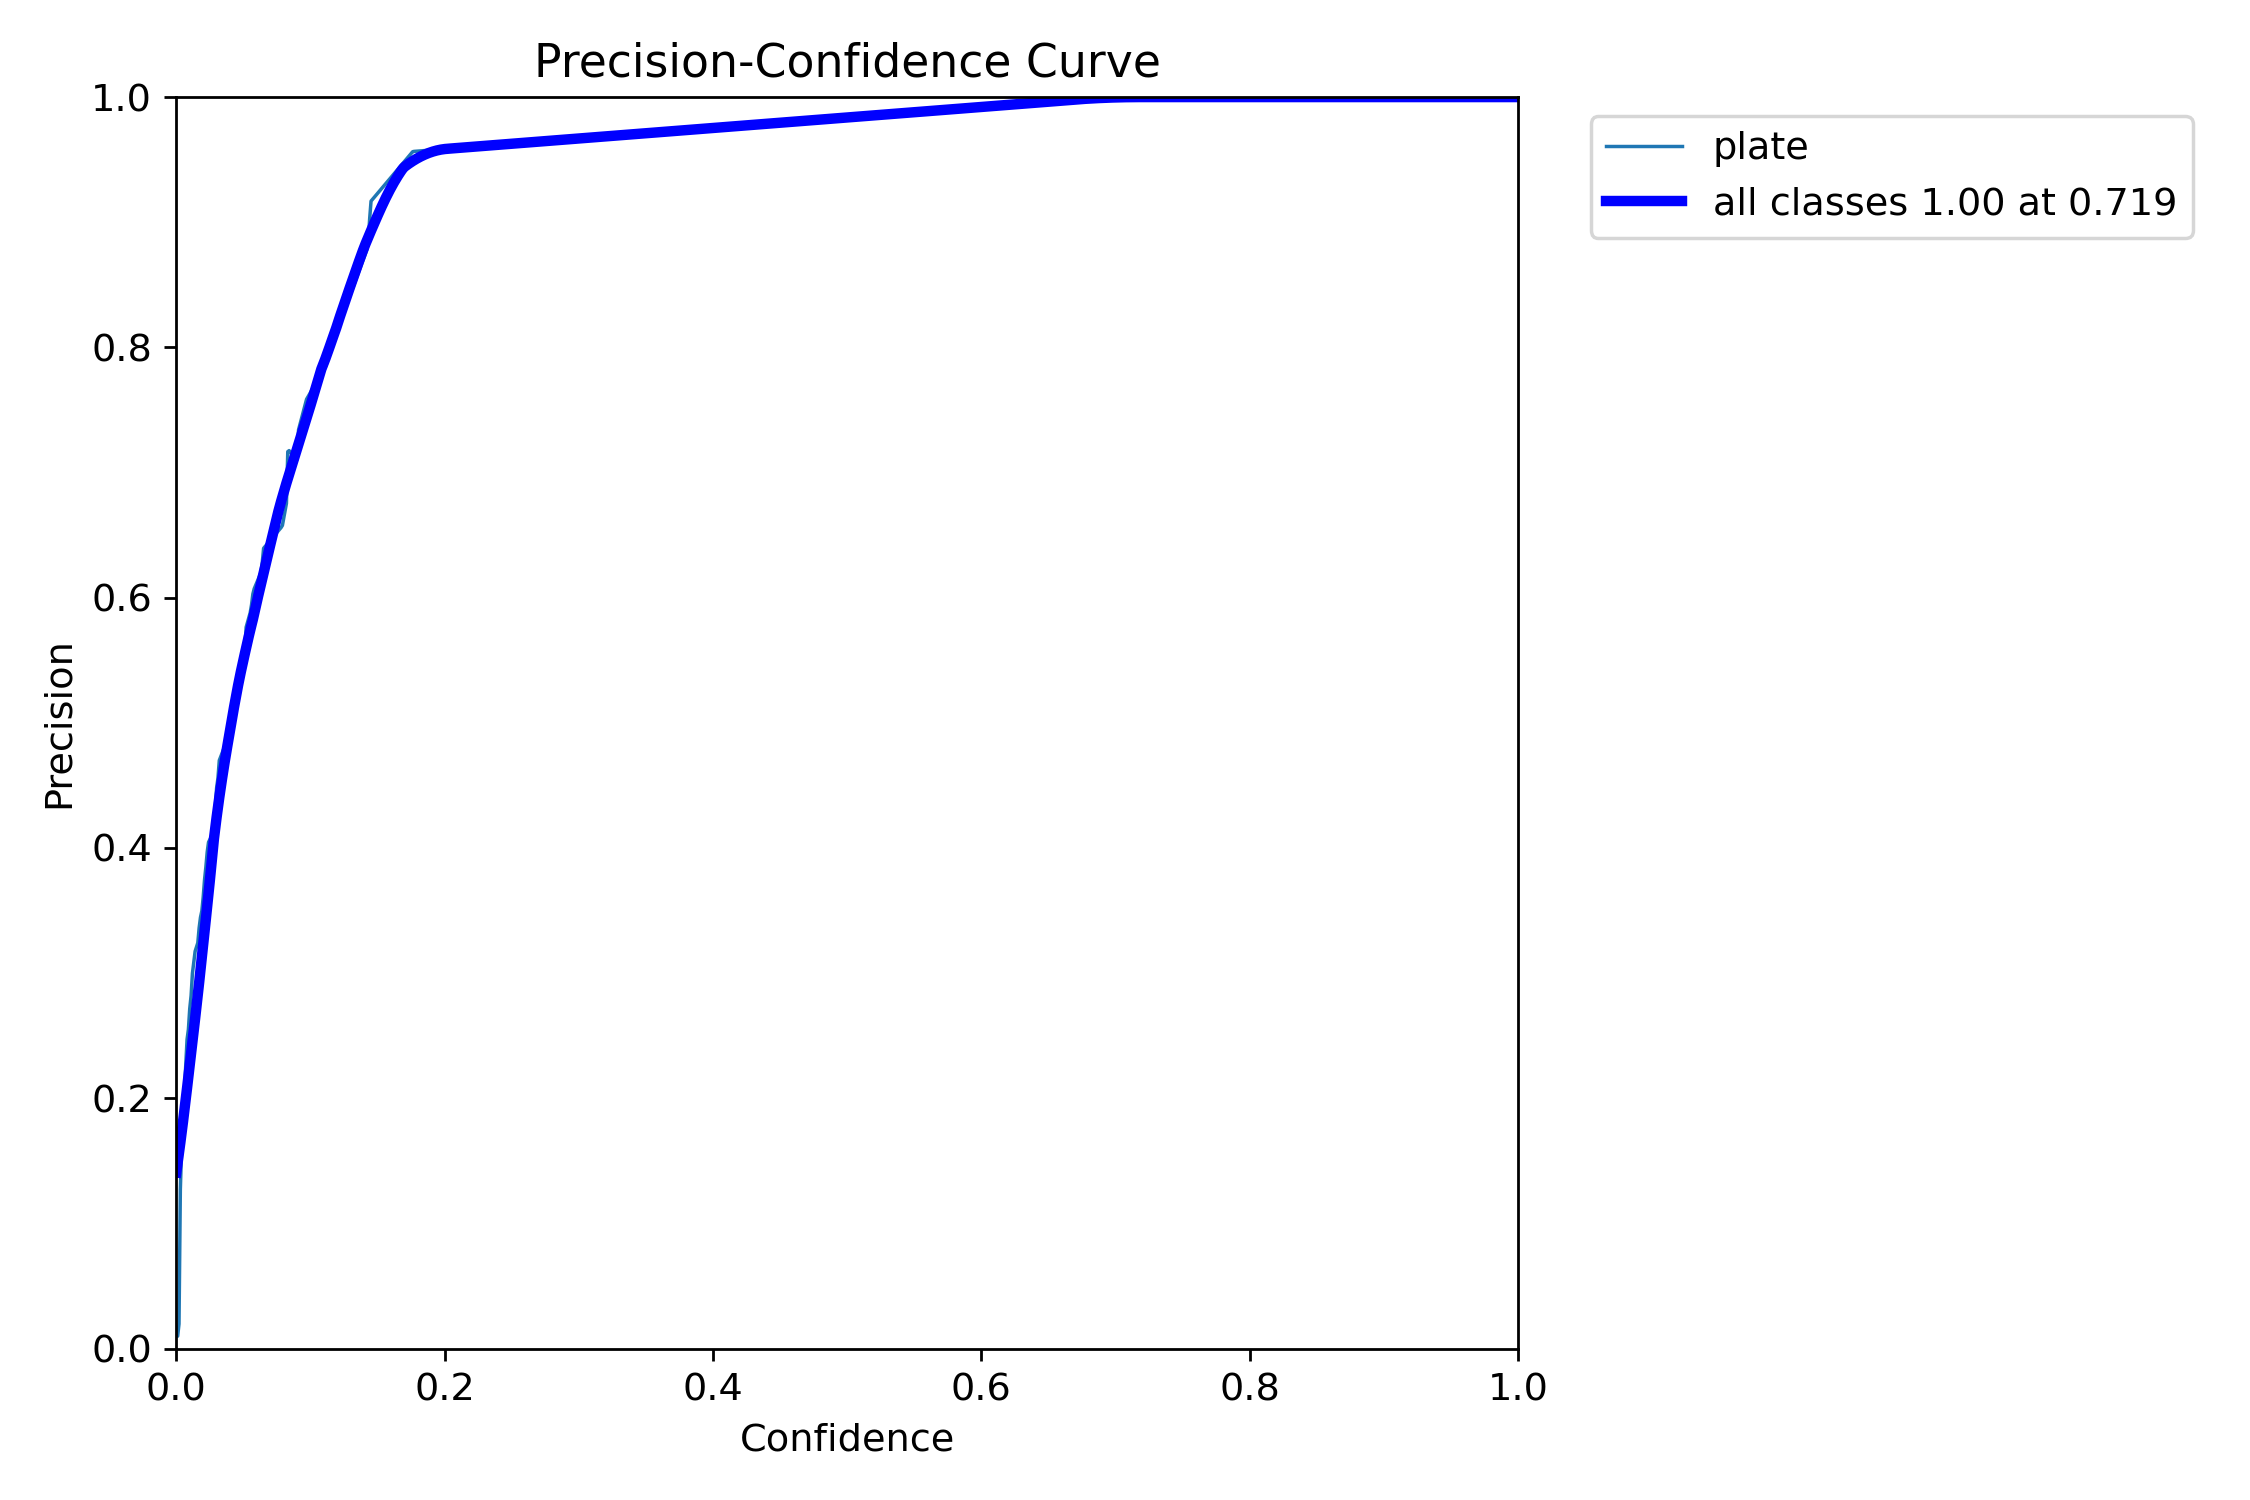 Precision-Confidence Curve
1.0
0.8
0.6
0.4
0.2
0.0
Precision
0.0 0.2 0.4 0.6 0.8 1.0
Confidence
plate
all classes 1.00 at 0.719